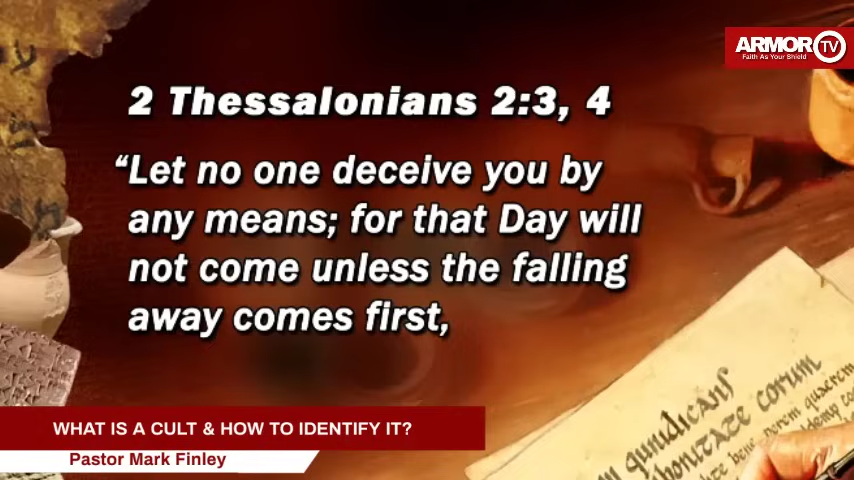 ARMOR TV
Faith As Your Shield
2 Thessalonians 2:3, 4
“Let no one deceive you by
any means; for that Day will
not come unless the falling
away comes first,
WHAT IS A CULT & HOW TO IDENTIFY IT?
Pastor Mark Finley
corum